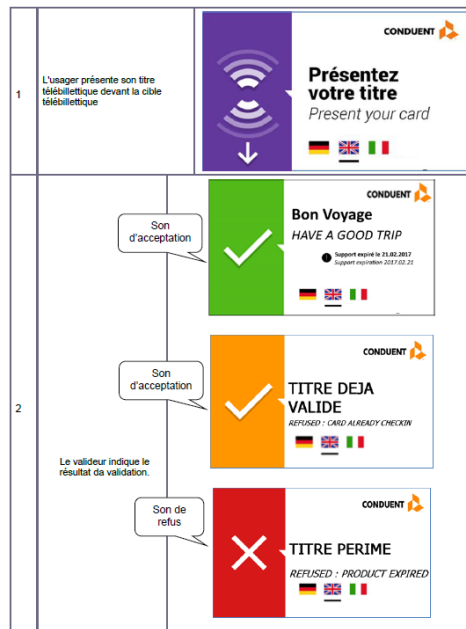 CONDUENT
1
L'usager présente son titre
télébillettique devant la cible
télébillettique
Présentez
votre titre
Present your card
2
Le valideur indique le
résultat da validation.
Son
d'acceptation
CONDUENT
Bon Voyage
HAVE A GOOD TRIP
Support expiré le 21.02.2017
Support expiration 2017.02.21
Son
d'acceptation
CONDUENT
TITRE DEJA
VALIDE
REFUSED : CARD ALREADY CHECKIN
Son de
refus
CONDUENT
TITRE PERIME
REFUSED : PRODUCT EXPIRED